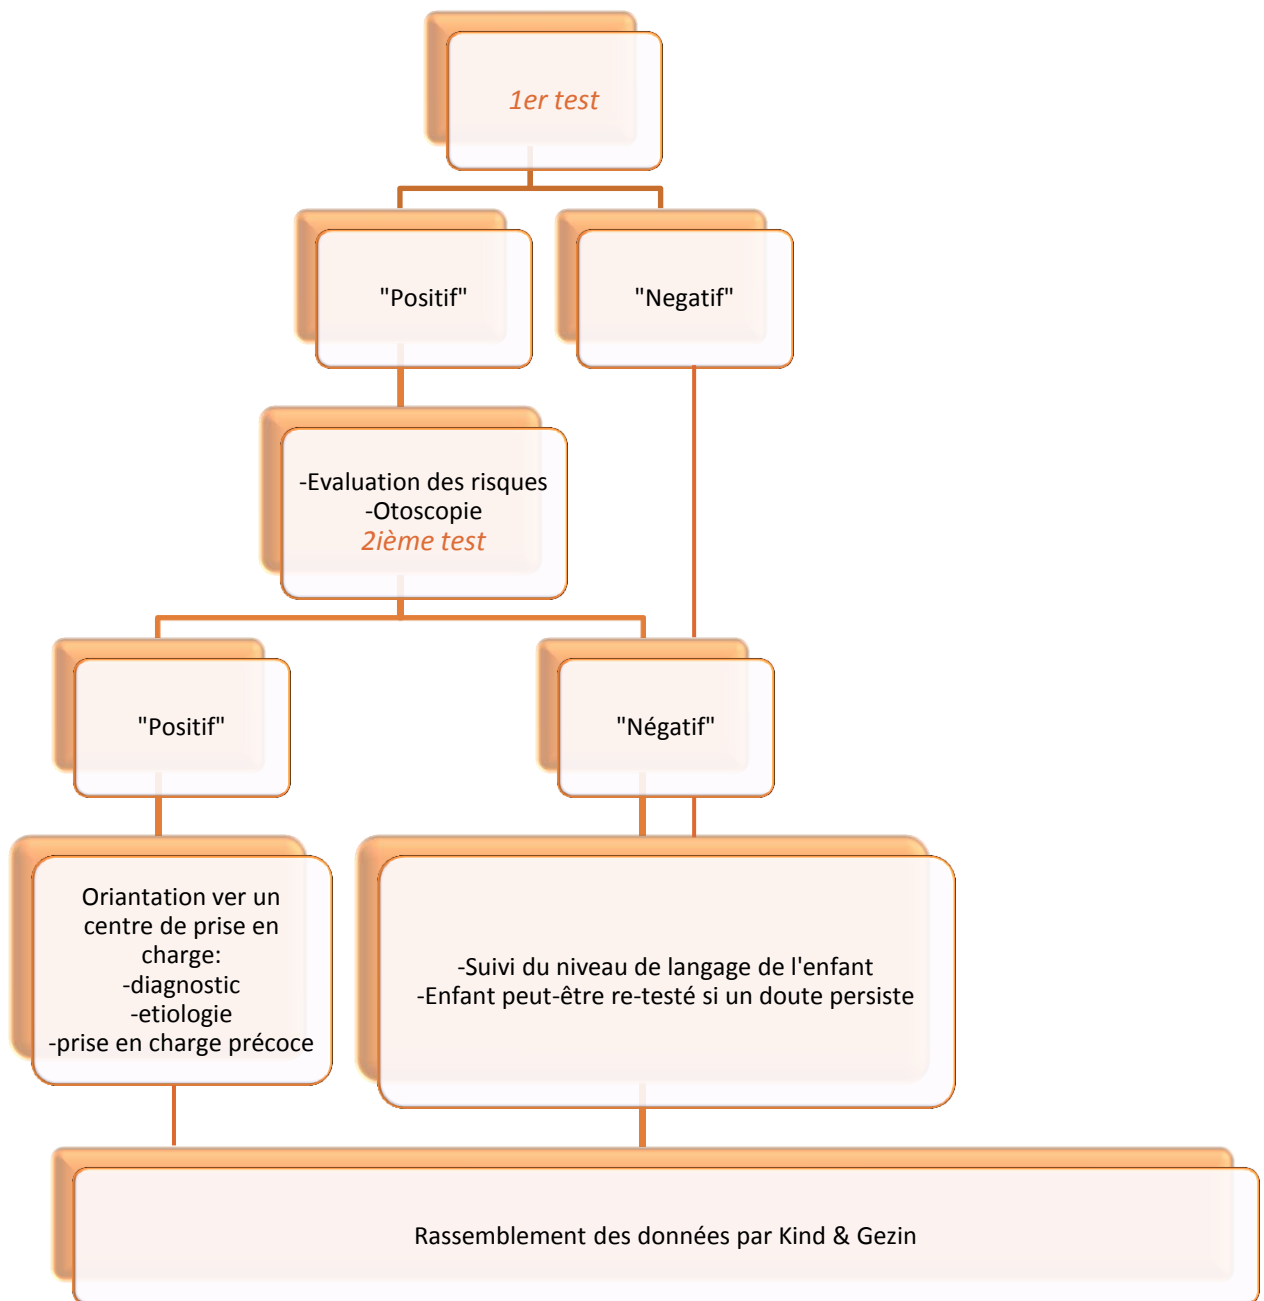 1er test
"Positif"
"Negatif"
-Evaluation des risques
-Otoscopie
2ième test
"Positif"
"Négatif"
Oriantation ver un
centre de prise en
charge:
-diagnostic
-etiologie
-prise en charge précoce
-Suivi du niveau de langage de l'enfant
-Enfant peut-être re-testé si un doute persiste
Rassemblement des données par Kind & Gezin